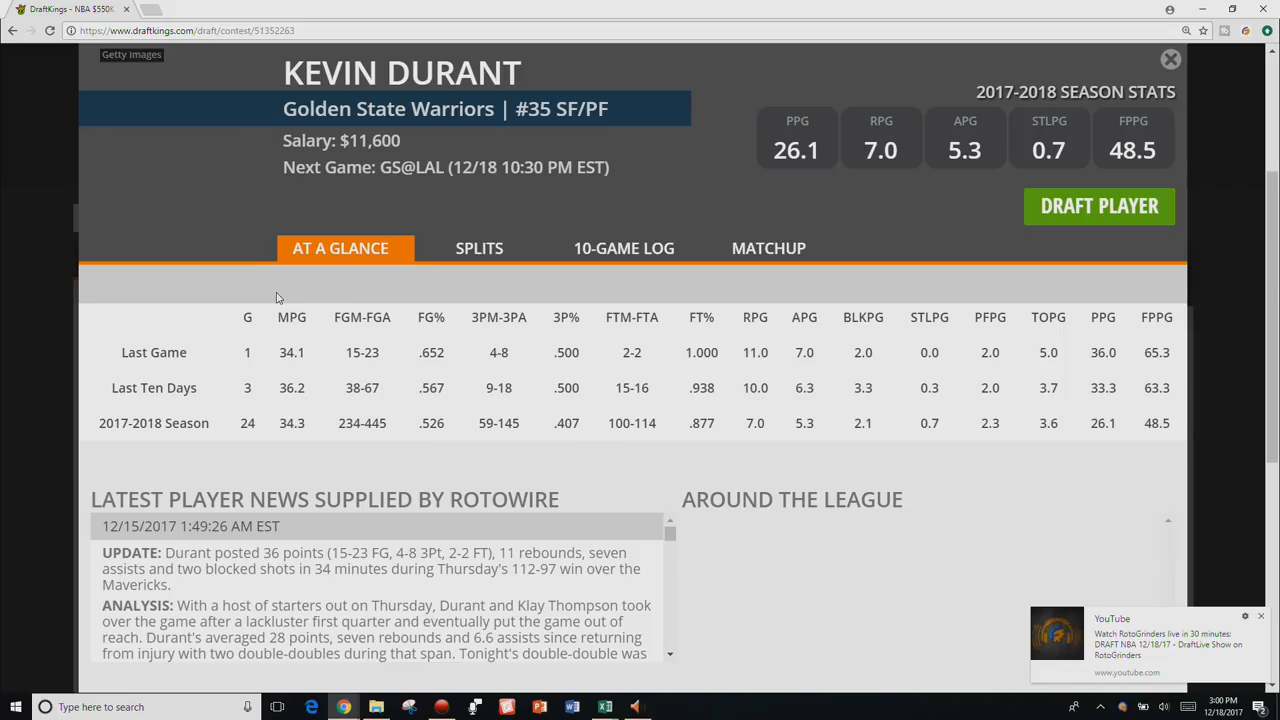 DraftKings - NBA $550K
https://www.draftkings.com/draft/contest/51352263
Getty Images
KEVIN DURANT
Golden State Warriors | #35 SF/PF
Salary: $11,600
Next Game: GS@LAL (12/18 10:30 PM EST)
2017-2018 SEASON STATS
PPG RPG APG STLPG FPPG
26.1 7.0 5.3 0.7 48.5
DRAFT PLAYER
AT A GLANCE SPLITS 10-GAME LOG MATCHUP
G MPG FGM-FGA FG% 3PM-3PA 3P% FTM-FTA FT% RPG APG BLKPG STLPG PFPG TOPG PPG FPPG
Last Game 1 34.1 15-23 .652 4-8 .500 2-2 1.000 11.0 7.0 2.0 0.0 2.0 5.0 36.0 65.3
Last Ten Days 3 36.2 38-67 .567 9-18 .500 15-16 .938 10.0 6.3 3.3 0.3 2.0 3.7 33.3 63.3
2017-2018 Season 24 34.3 234-445 .526 59-145 .407 100-114 .877 7.0 5.3 2.1 0.7 2.3 3.6 26.1 48.5
LATEST PLAYER NEWS SUPPLIED BY ROTOWIRE
12/15/2017 1:49:26 AM EST
UPDATE: Durant posted 36 points (15-23 FG, 4-8 3Pt, 2-2 FT), 11 rebounds, seven
assists and two blocked shots in 34 minutes during Thursday's 112-97 win over the
Mavericks.
ANALYSIS: With a host of starters out on Thursday, Durant and Klay Thompson took
over the game after a lackluster first quarter and eventually put the game out of
reach. Durant's averaged 28 points, seven rebounds and 6.6 assists since returning
from injury with two double-doubles during that span. Tonight's double-double was
AROUND THE LEAGUE
YouTube
Watch RotoGrinders live in 30 minutes:
DRAFT NBA 12/18/17 - DraftLive Show on
RotoGrinders
www.youtube.com
Type here to search
3:00 PM
12/18/2017
2